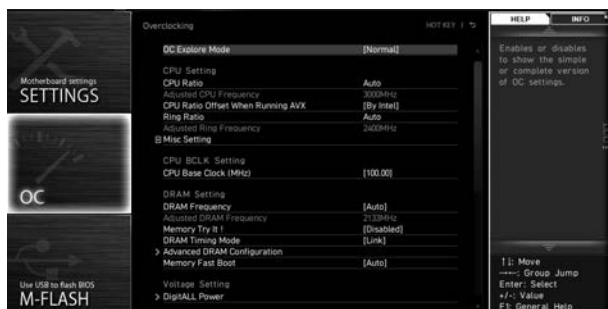 Motherboard settings
SETTINGS
OC
Use USB to flash BIOS
M-FLASH
Overclocking
HOT KEY |
OC Explore Mode [Normal]
CPU Setting
CPU Ratio Auto
Adjusted CPU Frequency 3000MHz
CPU Ratio Offset When Running AVX [By Intel]
Ring Ratio Auto
Adjusted Ring Frequency 2400MHz
Misc Setting
CPU BCLK Setting
CPU Base Clock (MHz) [100.00]
DRAM Setting
DRAM Frequency [Auto]
Adjusted DRAM Frequency 2133MHz
Memory Try It ! [Disabled]
DRAM Timing Mode [Link]
> Advanced DRAM Configuration
Memory Fast Boot [Auto]
Voltage Setting
> DigitALL Power
HELP
INFO
Enables or disables
to show the simple
or complete version
of OC settings.
↑↓: Move
→←: Group Jump
Enter: Select
+/-: Value
F1: General Help